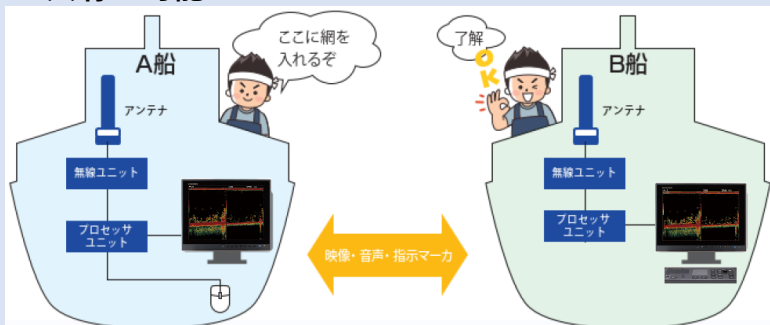 A船
ここに網を
入れるぞ
アンテナ
無線ユニット
プロセッサ
ユニット
映像・音声・指示マーカ
了解
OK
B船
アンテナ
無線ユニット
プロセッサ
ユニット